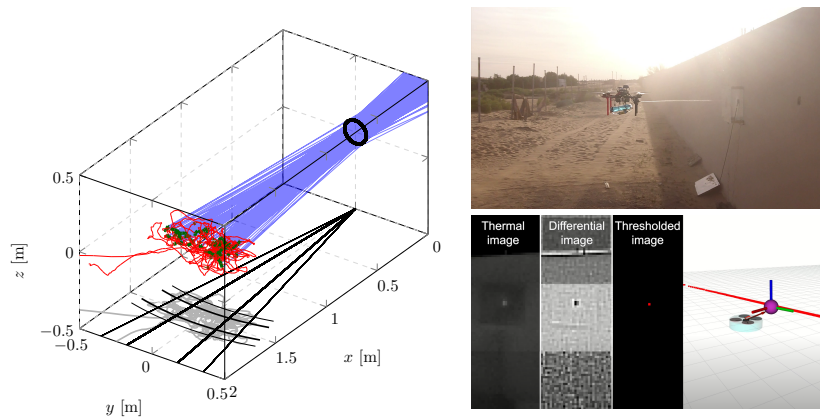 0.5
0
−0.5
z [m]
−0.5
0
0.5
y [m]
2
1.5
1
0.5
0
x [m]
Thermal
image
Differential
image
Thresholded
image